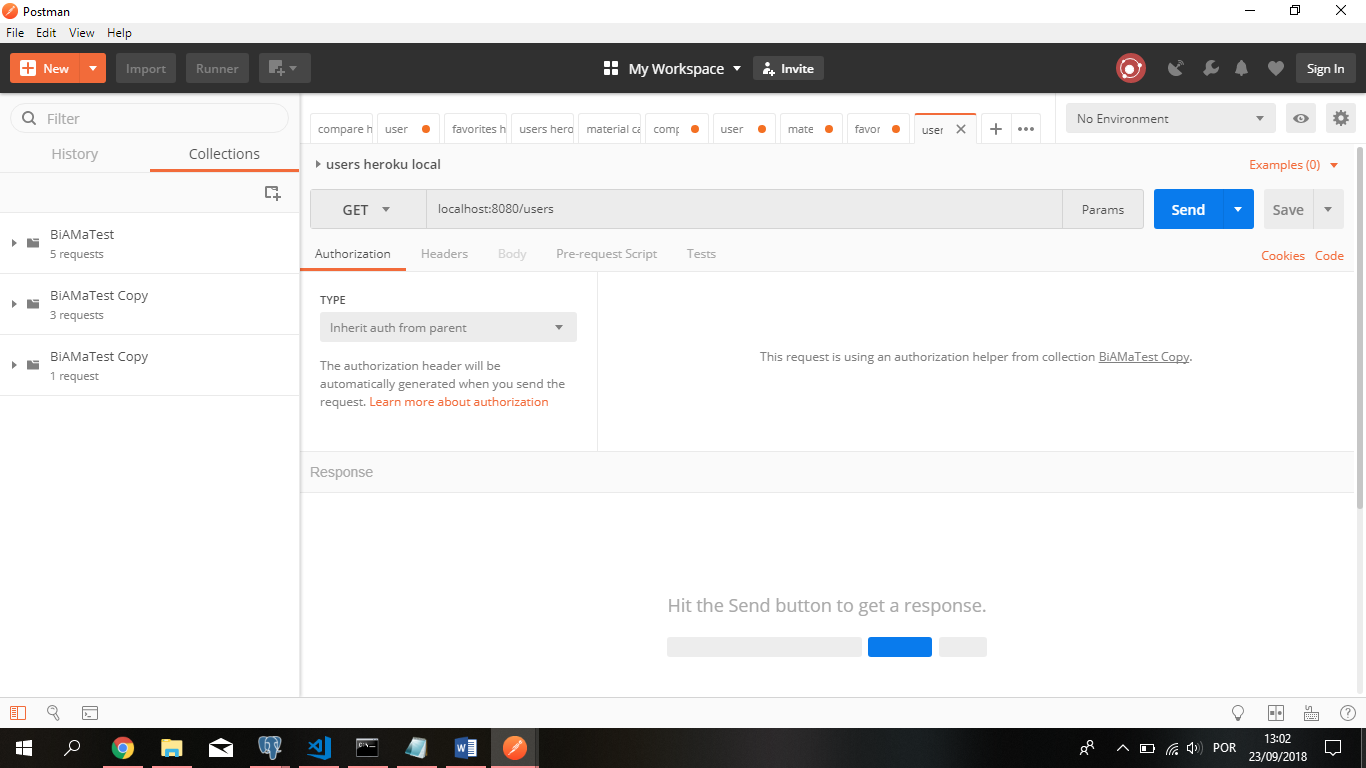 Postman
File Edit View Help
New Import Runner My Workspace Invite Sign In
Filter
History Collections
BiAMaTest
5 requests
BiAMaTest Copy
3 requests
BiAMaTest Copy
1 request
compare h user favorites h users hero material ca comp user mate favor user
No Environment
users heroku local
Examples (0)
GET localhost:8080/users Params Send Save
Authorization Headers Body Pre-request Script Tests Cookies Code
TYPE
Inherit auth from parent
The authorization header will be
automatically generated when you send the
request. Learn more about authorization
This request is using an authorization helper from collection BiAMaTest Copy.
Response
Hit the Send button to get a response.
POR
13:02
23/09/2018